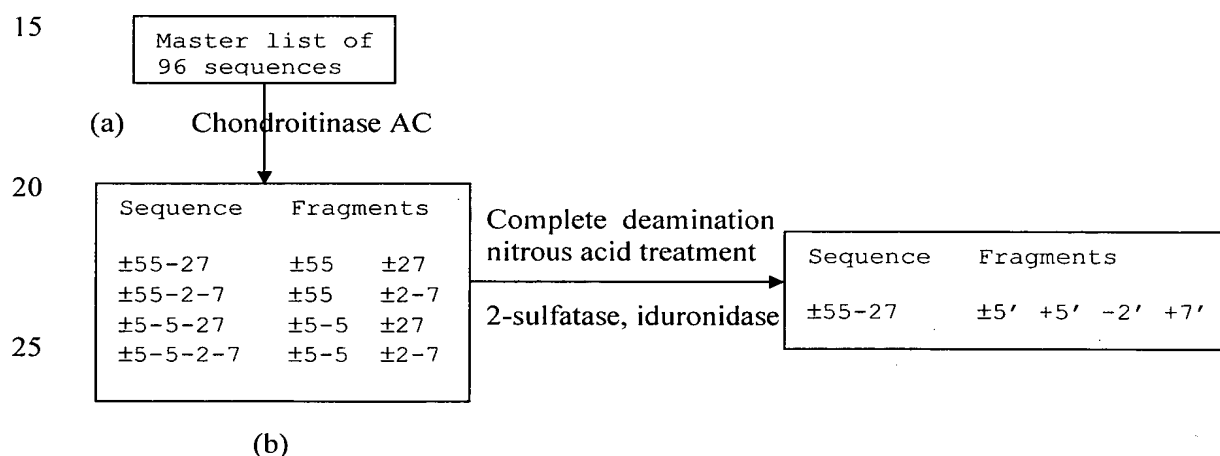 15
Master list of
96 sequences
(a) Chondroitinase AC
20
Sequence Fragments
±55-27 ±55 ±27
±55-2-7 ±55 ±2-7
±5-5-27 ±5-5 ±27
±5-5-2-7 ±5-5 ±2-7
Complete deamination
nitrous acid treatment
2-sulfatase, iduronidase
Sequence Fragments
±55-27 ±5′ +5′ -2′ +7′
25
(b)